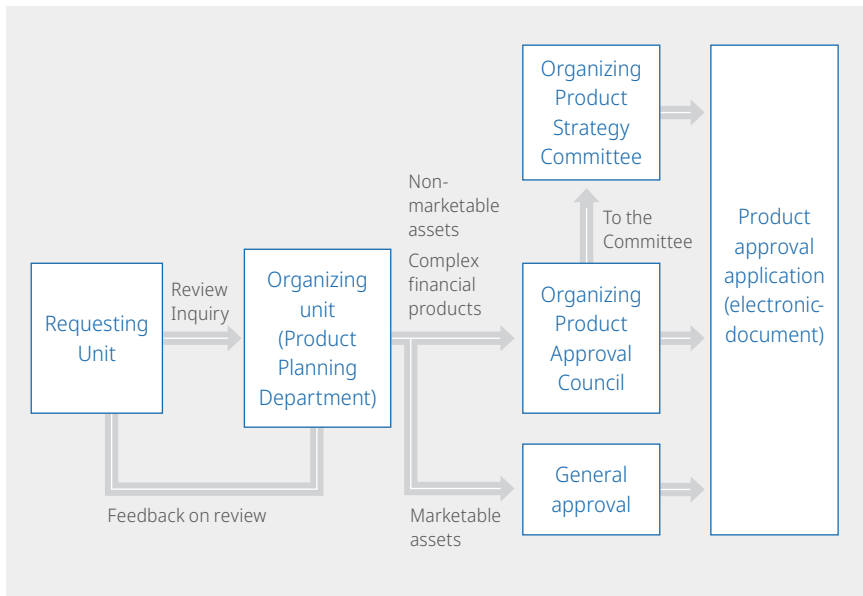 Requesting
Unit
Review
Inquiry
Organizing
unit
(Product
Planning
Department)
Feedback on review
Non-
marketable
assets
Complex
financial
products
Marketable
assets
Organizing
Product
Strategy
Committee
To the
Committee
Organizing
Product
Approval
Council
General
approval
Product
approval
application
(electronic-
document)